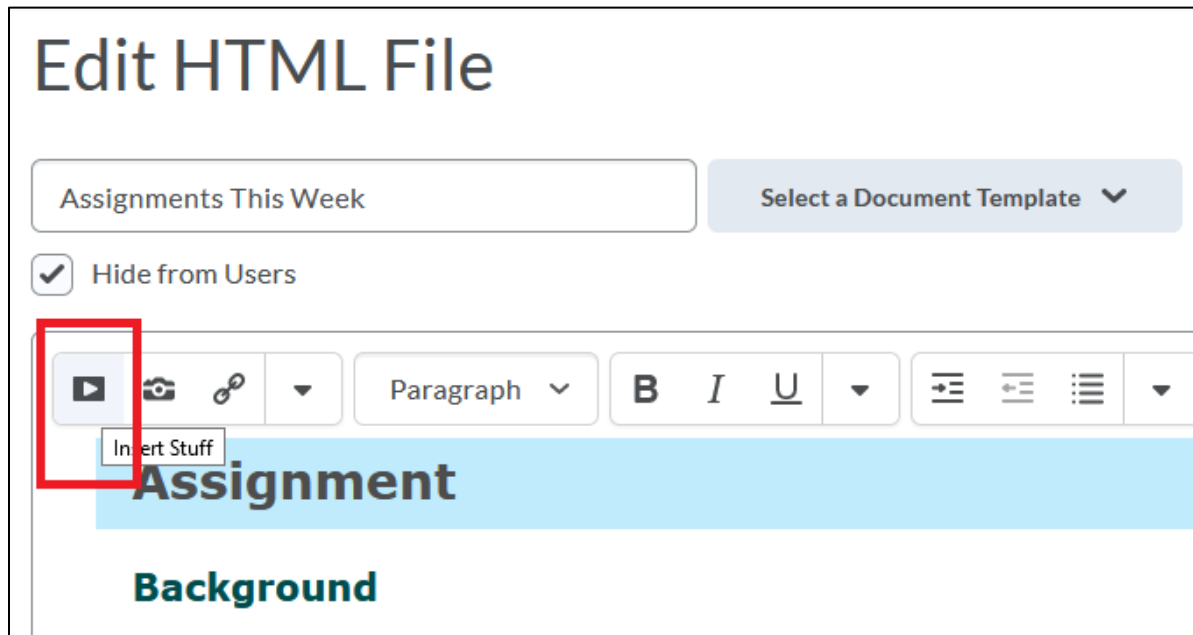 Edit HTML File
Assignments This Week
Select a Document Template
Hide from Users
Paragraph
B I U
Insert Stuff
Assignment
Background